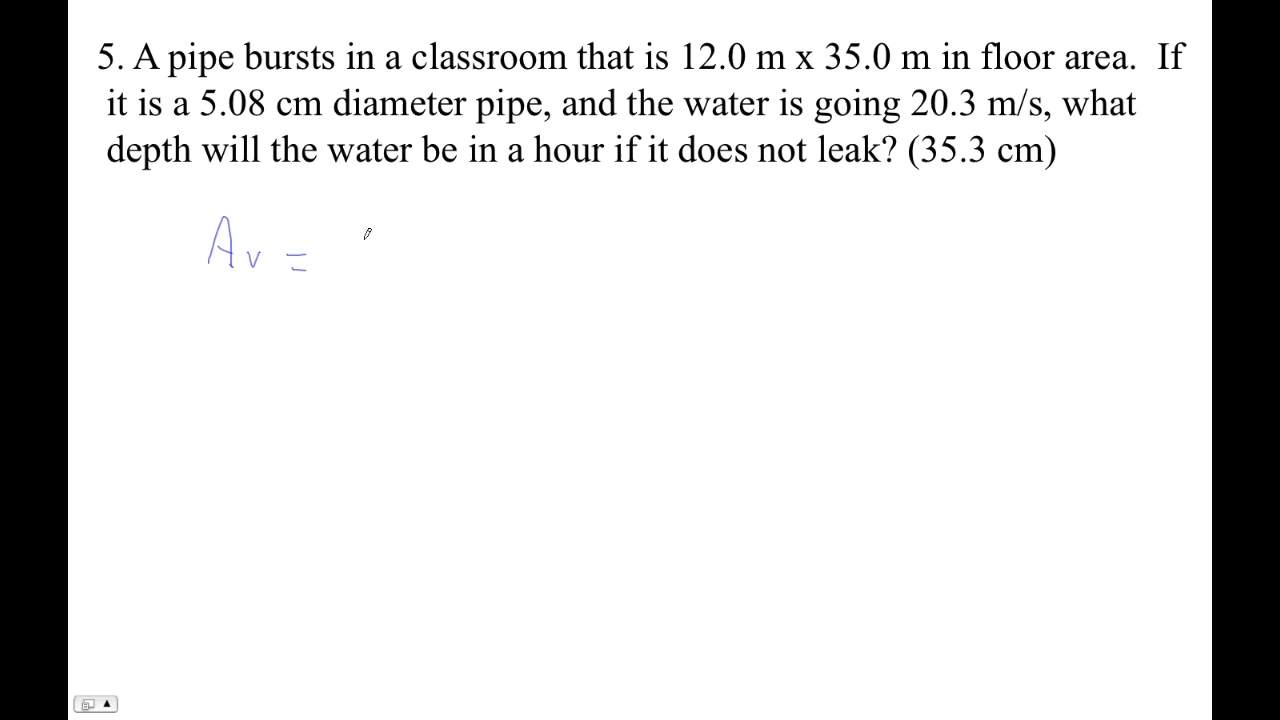 5. A pipe bursts in a classroom that is 12.0 m x 35.0 m in floor area. If
it is a 5.08 cm diameter pipe, and the water is going 20.3 m/s, what
depth will the water be in a hour if it does not leak? (35.3 cm)
Av =